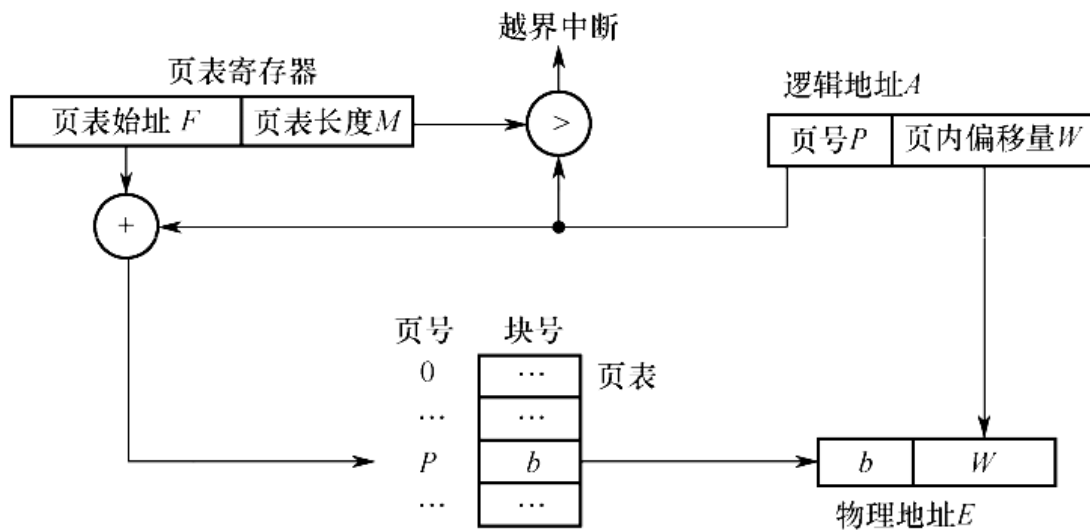 越界中断
页表寄存器
逻辑地址A
页表始址 F 页表长度M
>
页号P 页内偏移量W
+
页号 块号
0 … 页表
… …
P b
b W
… …
物理地址E